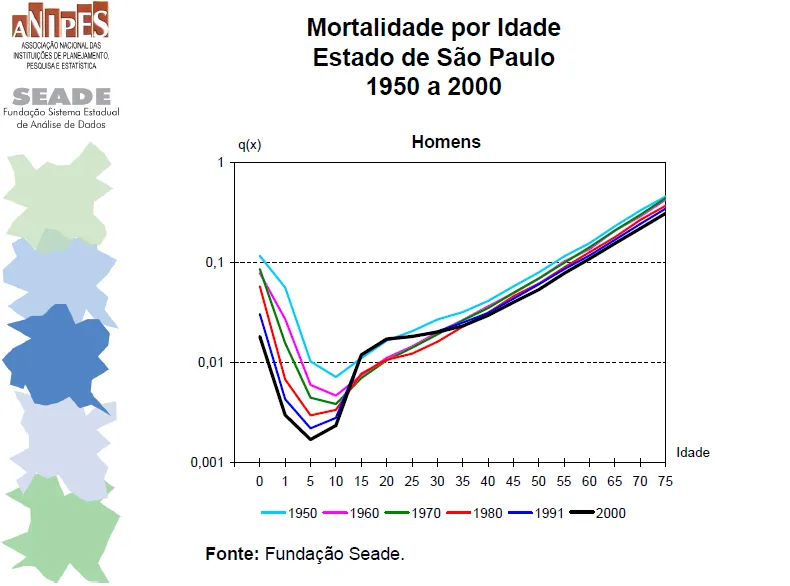 ANIPES
ASSOCIAÇÃO NACIONAL DAS
INSTITUIÇÕES DE PLANEJAMENTO,
PESQUISA E ESTATÍSTICA
SEADE
Fundação Sistema Estadual
de Análise de Dados
Mortalidade por Idade
Estado de São Paulo
1950 a 2000
q(x)
Homens
1
0,1
0,01
0,001
Idade
0 1 5 10 15 20 25 30 35 40 45 50 55 60 65 70 75
1950 1960 1970 1980 1991 2000
Fonte: Fundação Seade.